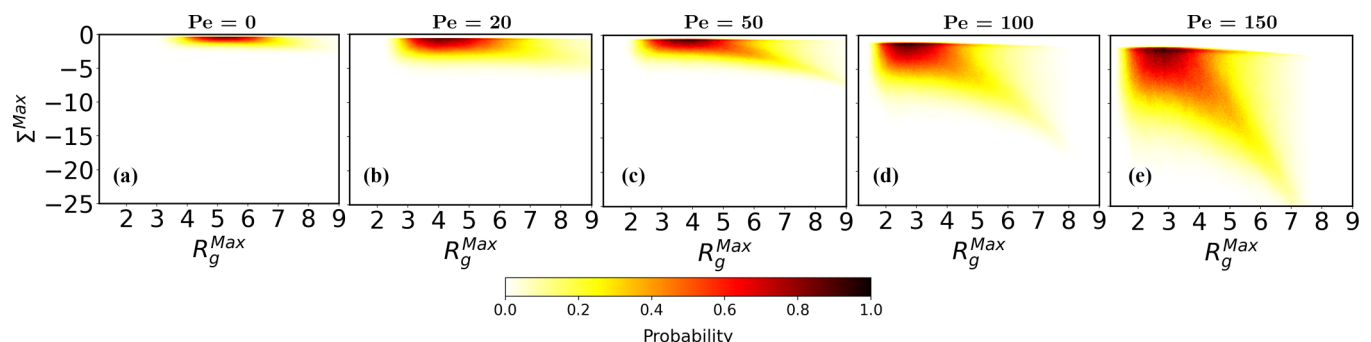 Pe = 0 Pe = 20 Pe = 50 Pe = 100 Pe = 150
0
−5
−10
−15
−20
−25
Σ^Max
(a) (b) (c) (d) (e)
2 3 4 5 6 7 8 9 2 3 4 5 6 7 8 9 2 3 4 5 6 7 8 9 2 3 4 5 6 7 8 9 2 3 4 5 6 7 8 9
R_g^Max R_g^Max R_g^Max R_g^Max R_g^Max
0.0 0.2 0.4 0.6 0.8 1.0
Probability